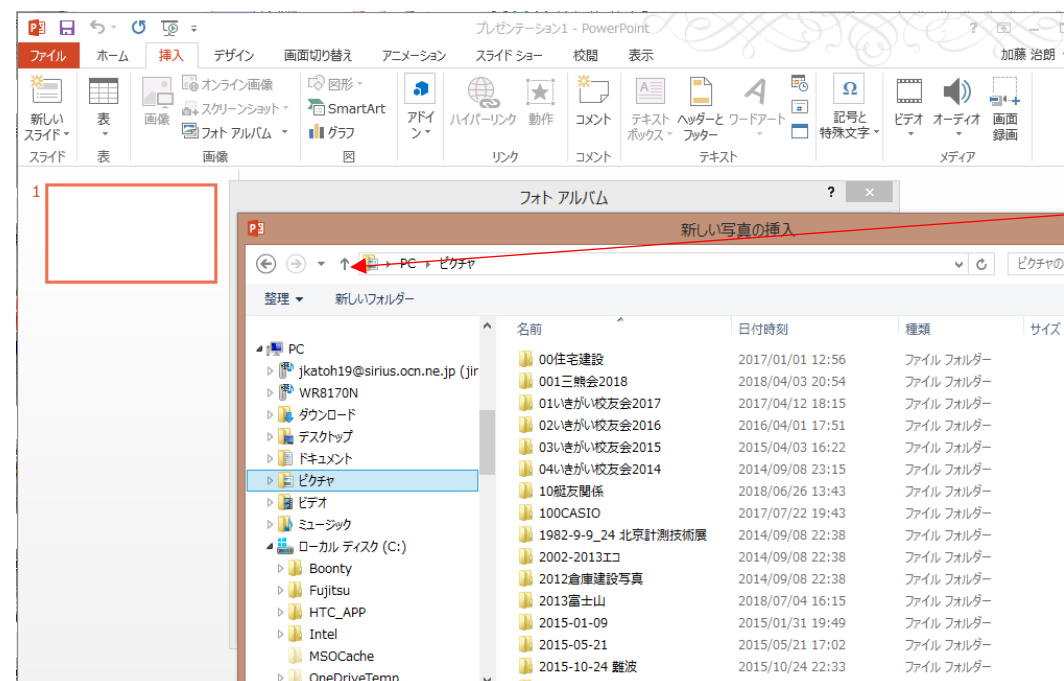 プレゼンテーション1 - PowerPoint ?
ファイル ホーム 挿入 デザイン 画面切り替え アニメーション スライド ショー 校閲 表示 加藤 治朗
新しい スライド 表 画像 オンライン画像 スクリーンショット フォト アルバム 図形 SmartArt グラフ アドイン ハイパーリンク 動作 コメント テキスト ボックス ヘッダーと フッター ワードアート 記号と 特殊文字 ビデオ オーディオ 画面 録画
スライド 表 画像 図 リンク コメント テキスト メディア
1
フォト アルバム ?
新しい写真の挿入
PC ピクチャ ピクチャの
整理 新しいフォルダー
名前 日付時刻 種類 サイズ
PC
jkatoh19@sirius.ocn.ne.jp (jir
WR8170N
ダウンロード
デスクトップ
ドキュメント
ピクチャ
ビデオ
ミュージック
ローカル ディスク (C:)
Boonty
Fujitsu
HTC_APP
Intel
MSOCache
OneDriveTemp
00住宅建設 2017/01/01 12:56 ファイル フォルダー
001三熊会2018 2018/04/03 20:54 ファイル フォルダー
01いきがい校友会2017 2017/04/12 18:15 ファイル フォルダー
02いきがい校友会2016 2016/04/01 17:51 ファイル フォルダー
03いきがい校友会2015 2015/04/03 16:22 ファイル フォルダー
04いきがい校友会2014 2014/09/08 23:15 ファイル フォルダー
10艇友関係 2018/06/26 13:43 ファイル フォルダー
100CASIO 2017/07/22 19:43 ファイル フォルダー
1982-9-9_24 北京計測技術展 2014/09/08 22:38 ファイル フォルダー
2002-2013エコ 2014/09/08 22:38 ファイル フォルダー
2012倉庫建設写真 2014/09/08 22:38 ファイル フォルダー
2013富士山 2018/07/04 16:15 ファイル フォルダー
2015-01-09 2015/01/31 19:49 ファイル フォルダー
2015-05-21 2015/05/21 17:02 ファイル フォルダー
2015-10-24 難波 2015/10/24 22:33 ファイル フォルダー